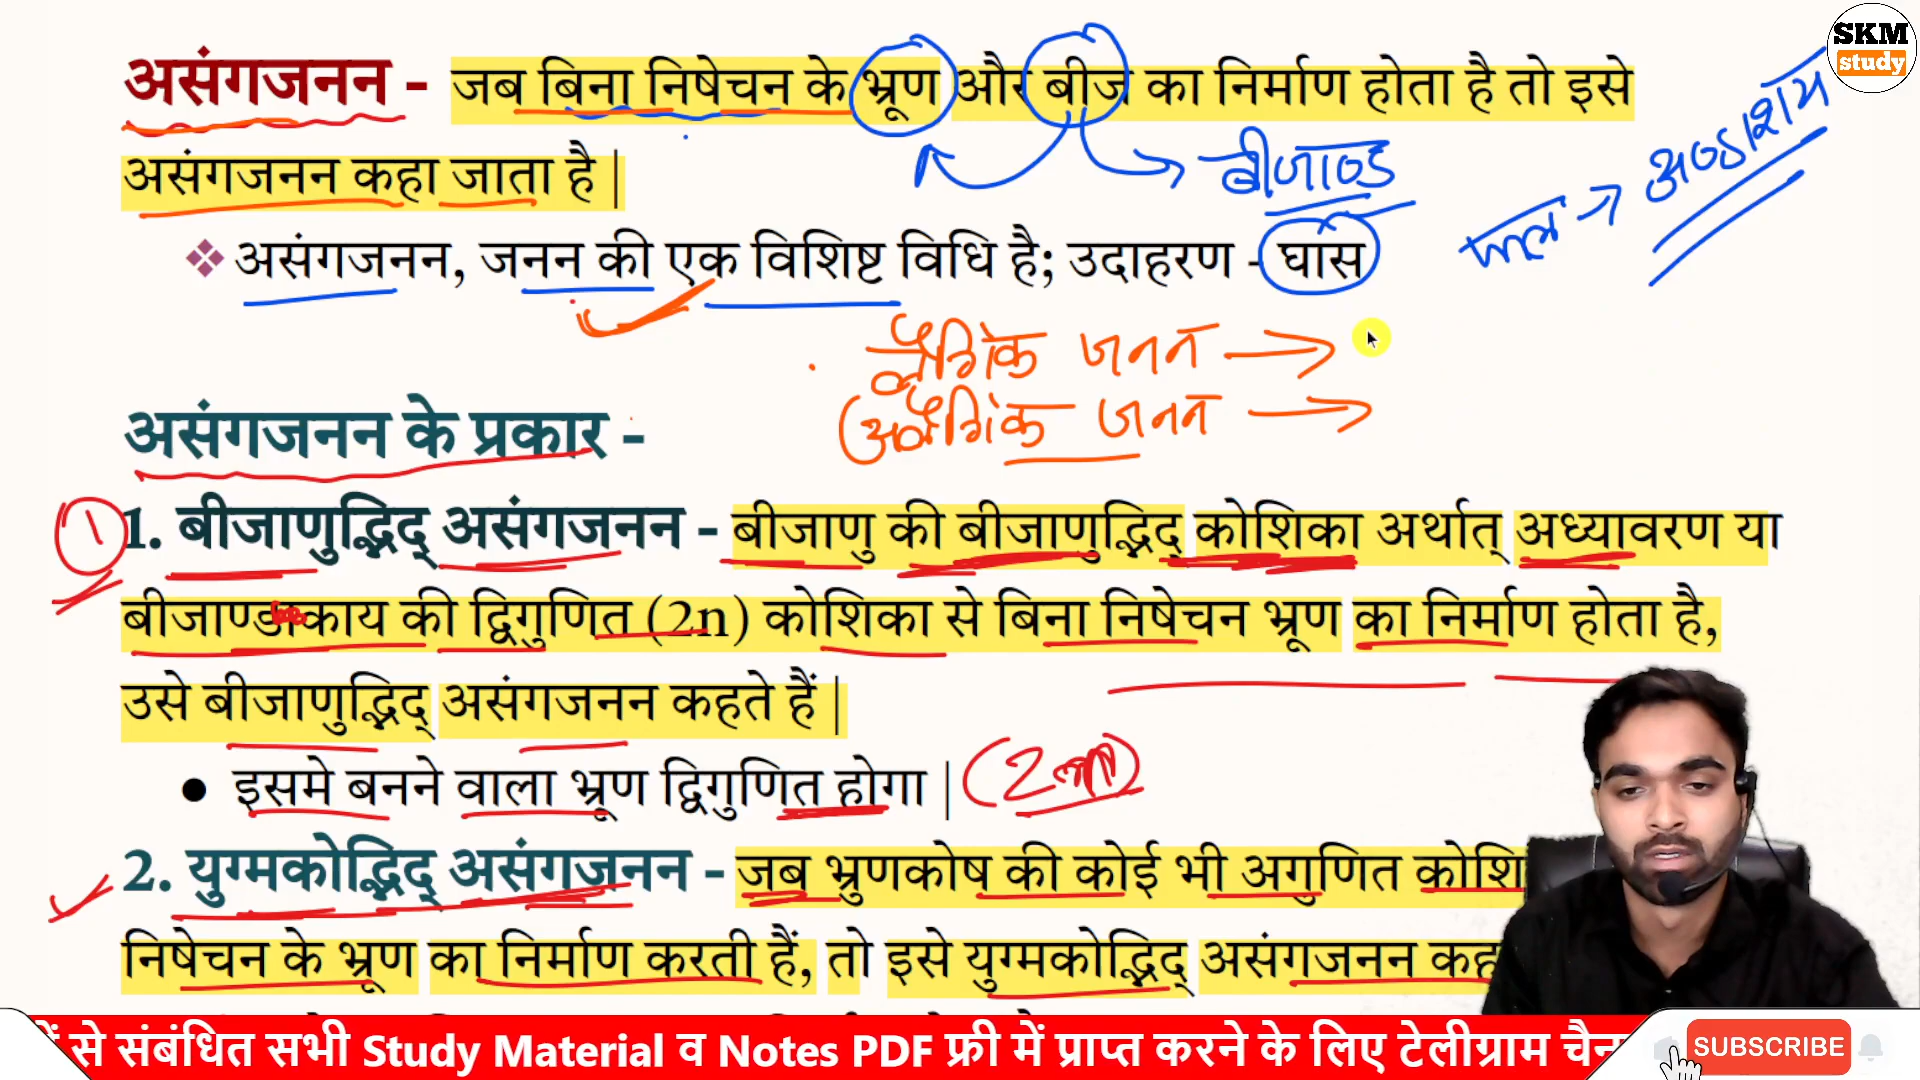 SKM
study
असंगजनन - जब बिना निषेचन के भ्रूण और बीज का निर्माण होता है तो इसे
असंगजनन कहा जाता है |
बीजाण्ड
फल → अण्डाशय
❖ असंगजनन, जनन की एक विशिष्ट विधि है; उदाहरण - घास
लैंगिक जनन →
अलैंगिक जनन →
असंगजनन के प्रकार -
१
1. बीजाणुद्भिद् असंगजनन - बीजाणु की बीजाणुद्भिद् कोशिका अर्थात् अध्यावरण या
बीजाण्डकाय की द्विगुणित (2n) कोशिका से बिना निषेचन भ्रूण का निर्माण होता है,
उसे बीजाणुद्भिद् असंगजनन कहते हैं |
● इसमे बनने वाला भ्रूण द्विगुणित होगा |
2. युग्मकोद्भिद् असंगजनन - जब भ्रुणकोष की कोई भी अगुणित कोशि
निषेचन के भ्रूण का निर्माण करती हैं, तो इसे युग्मकोद्भिद् असंगजनन कह
से संबंधित सभी Study Material व Notes PDF फ्री में प्राप्त करने के लिए टेलीग्राम चैन
SUBSCRIBE